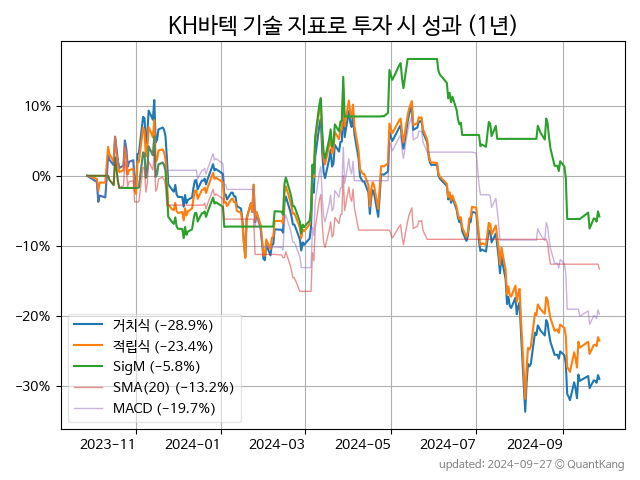 KH바텍 기술 지표로 투자 시 성과 (1년)
10%
0%
−10%
−20%
−30%
거치식 (−28.9%)
적립식 (−23.4%)
SigM (−5.8%)
SMA(20) (−13.2%)
MACD (−19.7%)
2023-11 2024-01 2024-03 2024-05 2024-07 2024-09
updated: 2024-09-27 © QuantKang